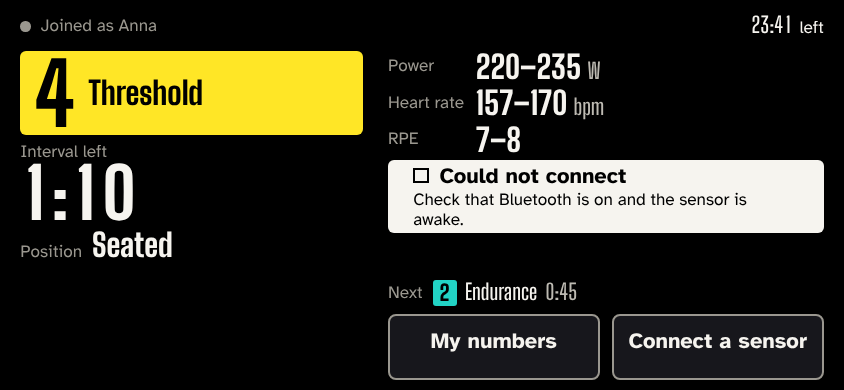 Joined as Anna
23:41 left
4 Threshold
Interval left
1:10
Position Seated
Power 220–235 W
Heart rate 157–170 bpm
RPE 7–8
Could not connect
Check that Bluetooth is on and the sensor is
awake.
Next 2 Endurance 0:45
My numbers
Connect a sensor